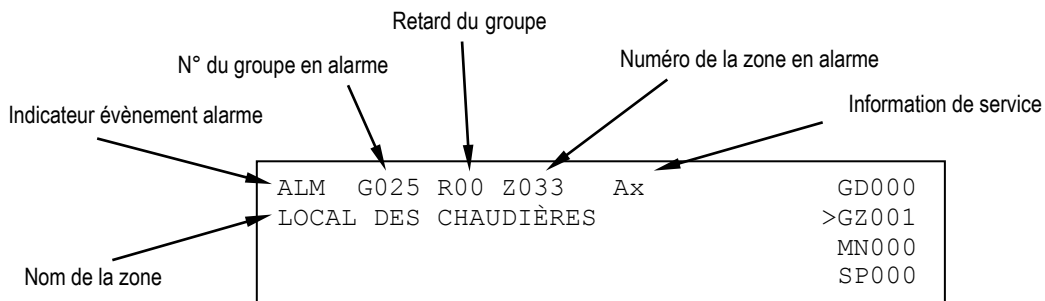 Retard du groupe
N° du groupe en alarme
Numéro de la zone en alarme
Indicateur évènement alarme
Information de service
ALM G025 R00 Z033 Ax GD000
LOCAL DES CHAUDIÈRES >GZ001
MN000
Nom de la zone
SP000